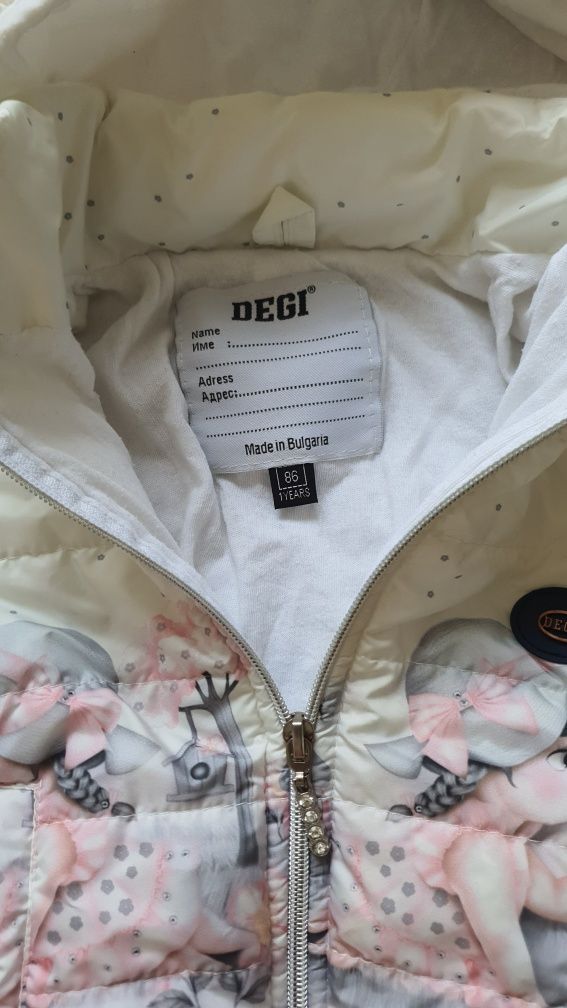 DEGI®
Name
Име :
Adress
Адрес:
Made in Bulgaria
86
1 YEARS